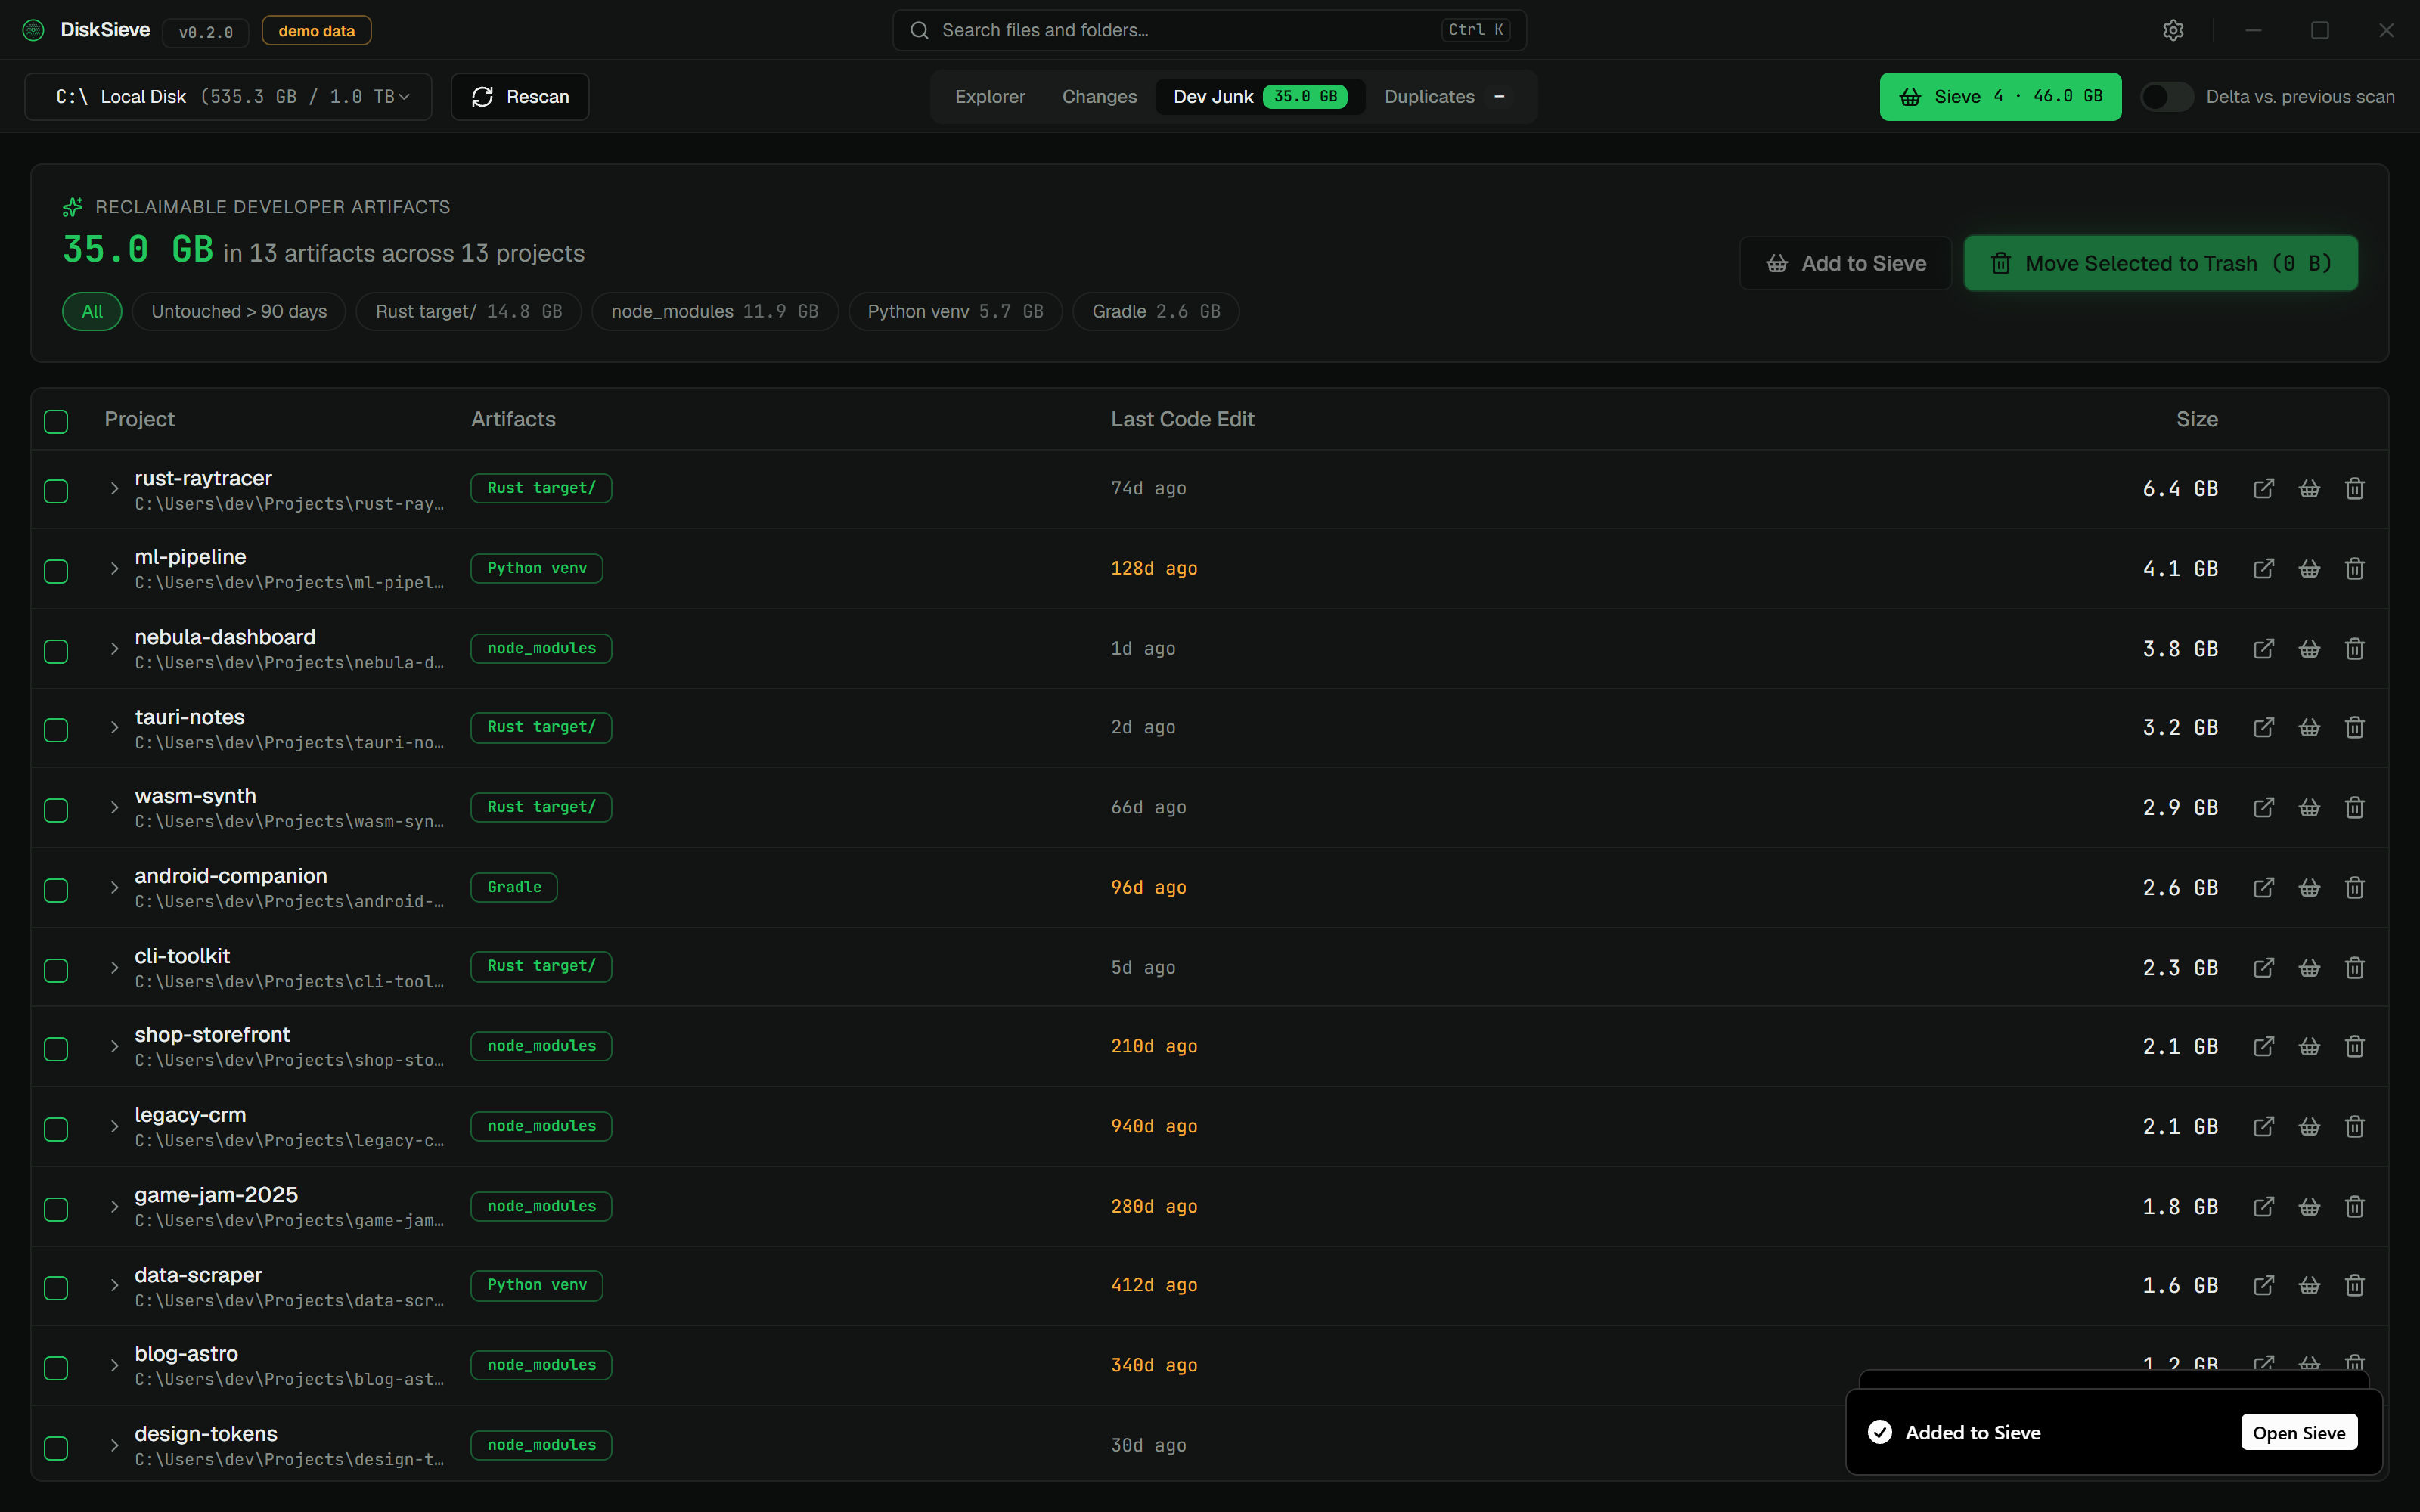 DiskSieve v0.2.0 demo data
Search files and folders… Ctrl K
C:\ Local Disk (535.3 GB / 1.0 TB
Rescan
Explorer Changes Dev Junk 35.0 GB Duplicates –
Sieve 4 · 46.0 GB
Delta vs. previous scan
RECLAIMABLE DEVELOPER ARTIFACTS
35.0 GB in 13 artifacts across 13 projects
Add to Sieve
Move Selected to Trash (0 B)
All
Untouched > 90 days
Rust target/ 14.8 GB
node_modules 11.9 GB
Python venv 5.7 GB
Gradle 2.6 GB
Project Artifacts Last Code Edit Size
rust-raytracer
C:\Users\dev\Projects\rust-ray…
Rust target/ 74d ago 6.4 GB
ml-pipeline
C:\Users\dev\Projects\ml-pipel…
Python venv 128d ago 4.1 GB
nebula-dashboard
C:\Users\dev\Projects\nebula-d…
node_modules 1d ago 3.8 GB
tauri-notes
C:\Users\dev\Projects\tauri-no…
Rust target/ 2d ago 3.2 GB
wasm-synth
C:\Users\dev\Projects\wasm-syn…
Rust target/ 66d ago 2.9 GB
android-companion
C:\Users\dev\Projects\android-…
Gradle 96d ago 2.6 GB
cli-toolkit
C:\Users\dev\Projects\cli-tool…
Rust target/ 5d ago 2.3 GB
shop-storefront
C:\Users\dev\Projects\shop-sto…
node_modules 210d ago 2.1 GB
legacy-crm
C:\Users\dev\Projects\legacy-c…
node_modules 940d ago 2.1 GB
game-jam-2025
C:\Users\dev\Projects\game-jam…
node_modules 280d ago 1.8 GB
data-scraper
C:\Users\dev\Projects\data-scr…
Python venv 412d ago 1.6 GB
blog-astro
C:\Users\dev\Projects\blog-ast…
node_modules 340d ago 1.2 GB
design-tokens
C:\Users\dev\Projects\design-t…
node_modules 30d ago
Added to Sieve
Open Sieve